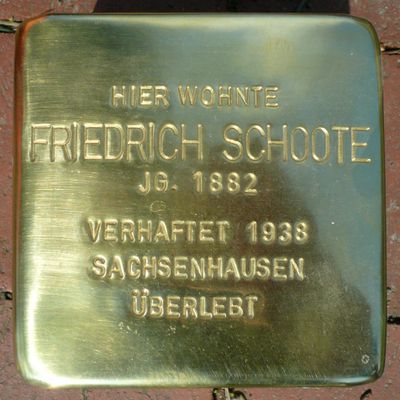 HIER WOHNTE
FRIEDRICH SCHOOTE
JG. 1882
VERHAFTET 1938
SACHSENHAUSEN
ÜBERLEBT